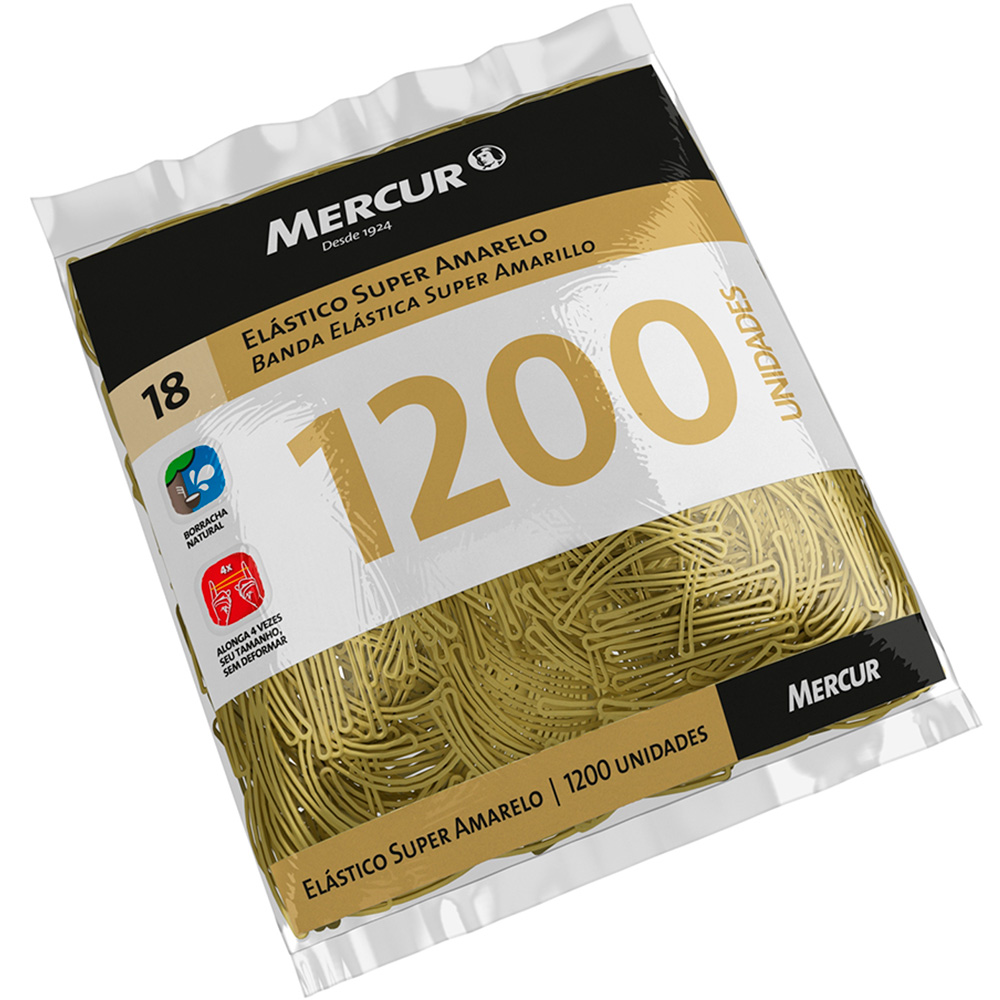 MERCUR
Desde 1924
ELÁSTICO SUPER AMARELO
BANDA ELÁSTICA SUPER AMARILLO
18
1200
UNIDADES
BORRACHA
NATURAL
4x
ALONGA 4 VEZES
SEU TAMANHO,
SEM DEFORMAR
MERCUR
ELÁSTICO SUPER AMARELO | 1200 UNIDADES